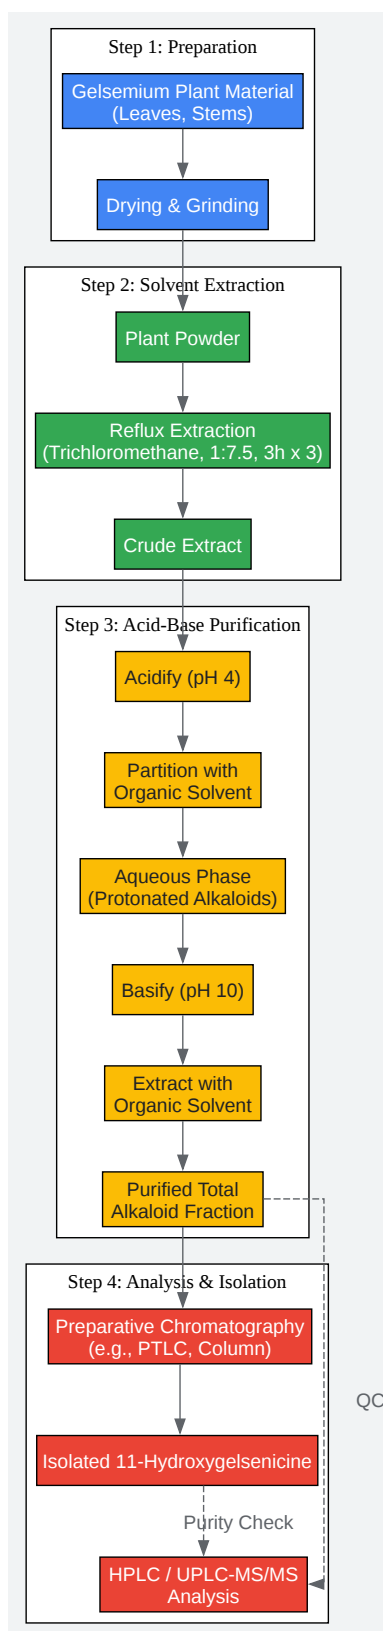 Step 1: Preparation
Gelsemium Plant Material
(Leaves, Stems)
Drying & Grinding
Step 2: Solvent Extraction
Plant Powder
Reflux Extraction
(Trichloromethane, 1:7.5, 3h x 3)
Crude Extract
Step 3: Acid-Base Purification
Acidify (pH 4)
Partition with
Organic Solvent
Aqueous Phase
(Protonated Alkaloids)
Basify (pH 10)
Extract with
Organic Solvent
Purified Total
Alkaloid Fraction
Step 4: Analysis & Isolation
Preparative Chromatography
(e.g., PTLC, Column)
QC
Isolated 11-Hydroxygelsenicine
Purity Check
HPLC / UPLC-MS/MS
Analysis